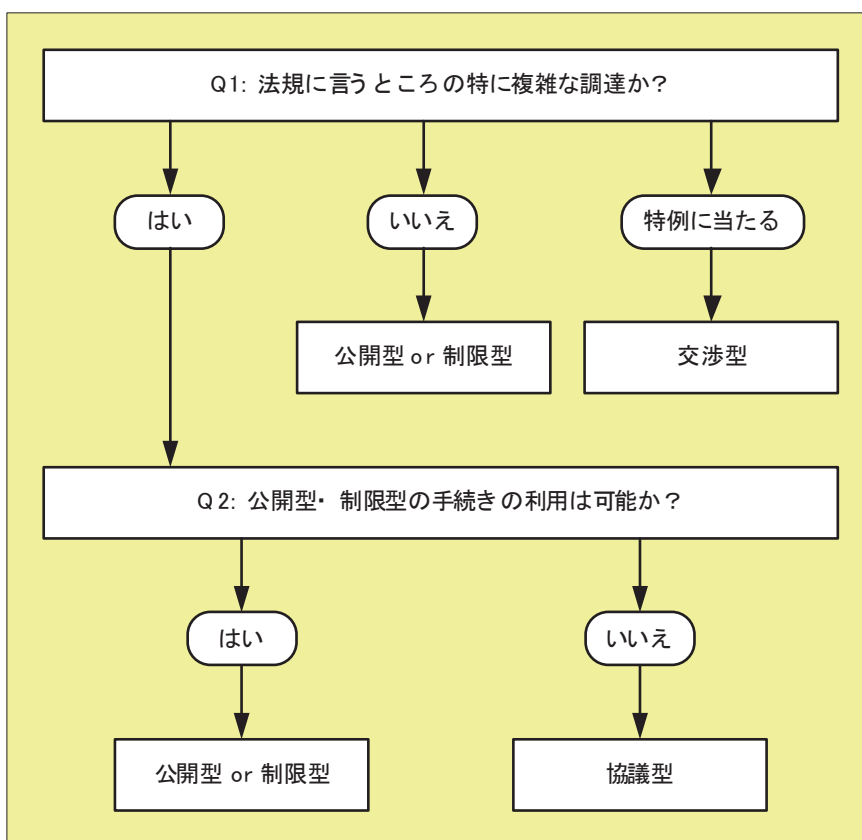 Q1: 法規に言うところの特に複雑な調達か?
はい
いいえ
特例に当たる
公開型 or 制限型
交渉型
Q2: 公開型・制限型の手続きの利用は可能か?
はい
いいえ
公開型 or 制限型
協議型